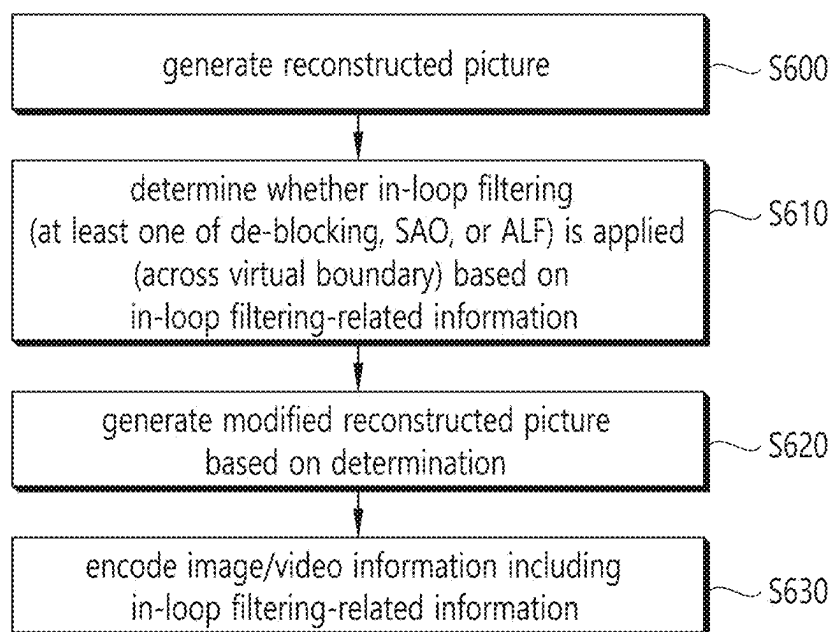 generate reconstructed picture
S600
determine whether in-loop filtering
(at least one of de-blocking, SAO, or ALF) is applied
(across virtual boundary) based on
in-loop filtering-related information
S610
generate modified reconstructed picture
based on determination
S620
encode image/video information including
in-loop filtering-related information
S630